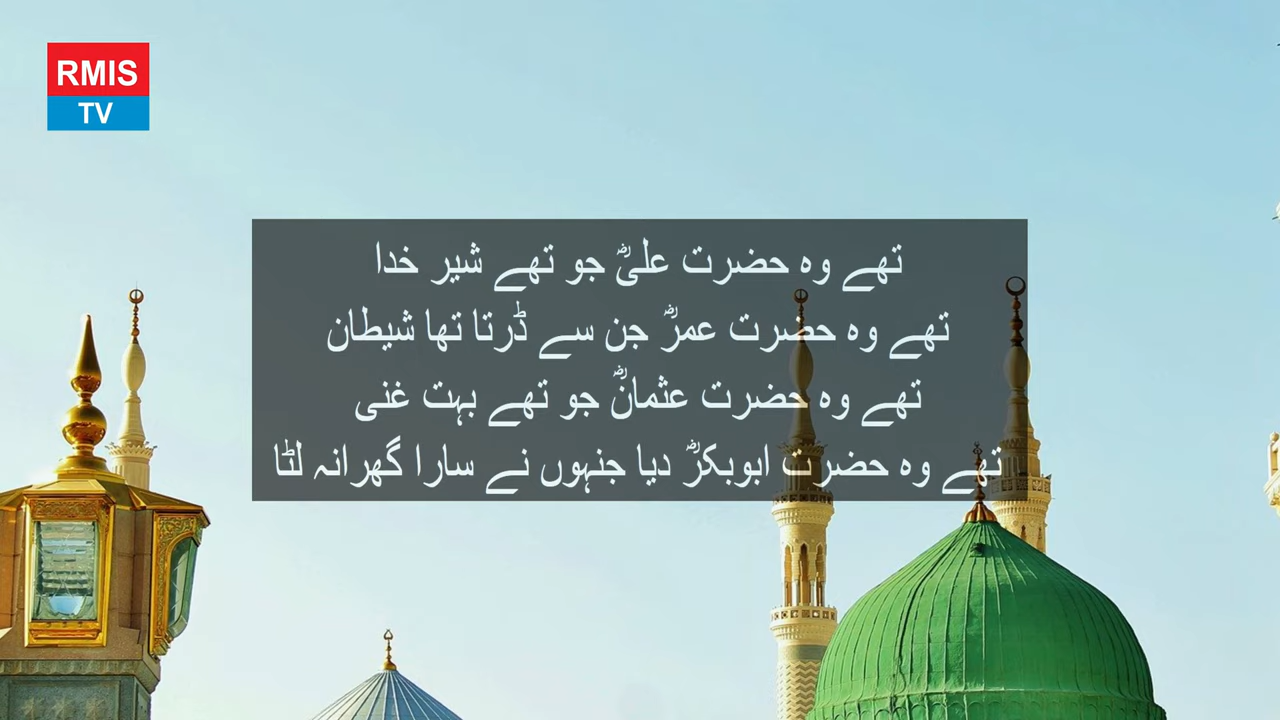 RMIS
TV
تھے وہ حضرت علیؓ جو تھے شیر خدا
تھے وہ حضرت عمرؓ جن سے ڈرتا تھا شیطان
تھے وہ حضرت عثمانؓ جو تھے بہت غنی
تھے وہ حضرت ابوبکرؓ دیا جنہوں نے سارا گھرانہ لٹا